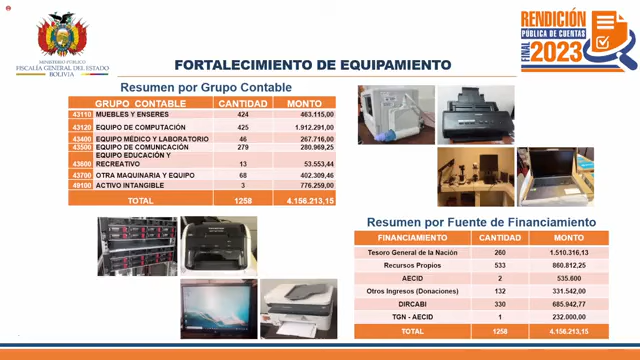 MINISTERIO PÚBLICO
FISCALÍA GENERAL DEL ESTADO
BOLIVIA
RENDICIÓN
PÚBLICA DE CUENTAS
FINAL 2023
FORTALECIMIENTO DE EQUIPAMIENTO
Resumen por Grupo Contable
GRUPO CONTABLE CANTIDAD MONTO
43110 MUEBLES Y ENSERES 424 463.115,00
43120 EQUIPO DE COMPUTACIÓN 425 1.912.291,00
43400 EQUIPO MÉDICO Y LABORATORIO 46 267.716,00
43500 EQUIPO DE COMUNICACIÓN 279 280.969,25
43600 EQUIPO EDUCACIÓN Y
RECREATIVO 13 53.553,44
43700 OTRA MAQUINARIA Y EQUIPO 68 402.309,46
49100 ACTIVO INTANGIBLE 3 776.259,00
TOTAL 1258 4.156.213,15
Resumen por Fuente de Financiamiento
FINANCIAMIENTO CANTIDAD MONTO
Tesoro General de la Nación 260 1.510.316,13
Recursos Propios 533 860.812,25
AECID 2 535.600
Otros Ingresos (Donaciones) 132 331.542,00
DIRCABI 330 685.942,77
TGN - AECID 1 232.000,00
TOTAL 1258 4.156.213,15